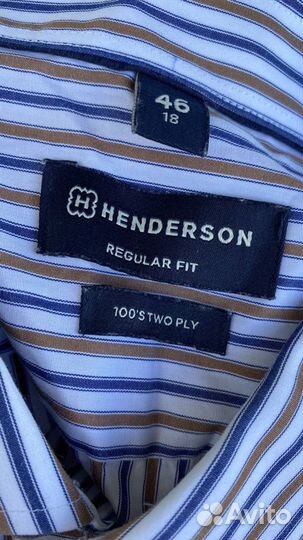 46
18
H HENDERSON
REGULAR FIT
100'S TWO PLY
Avito